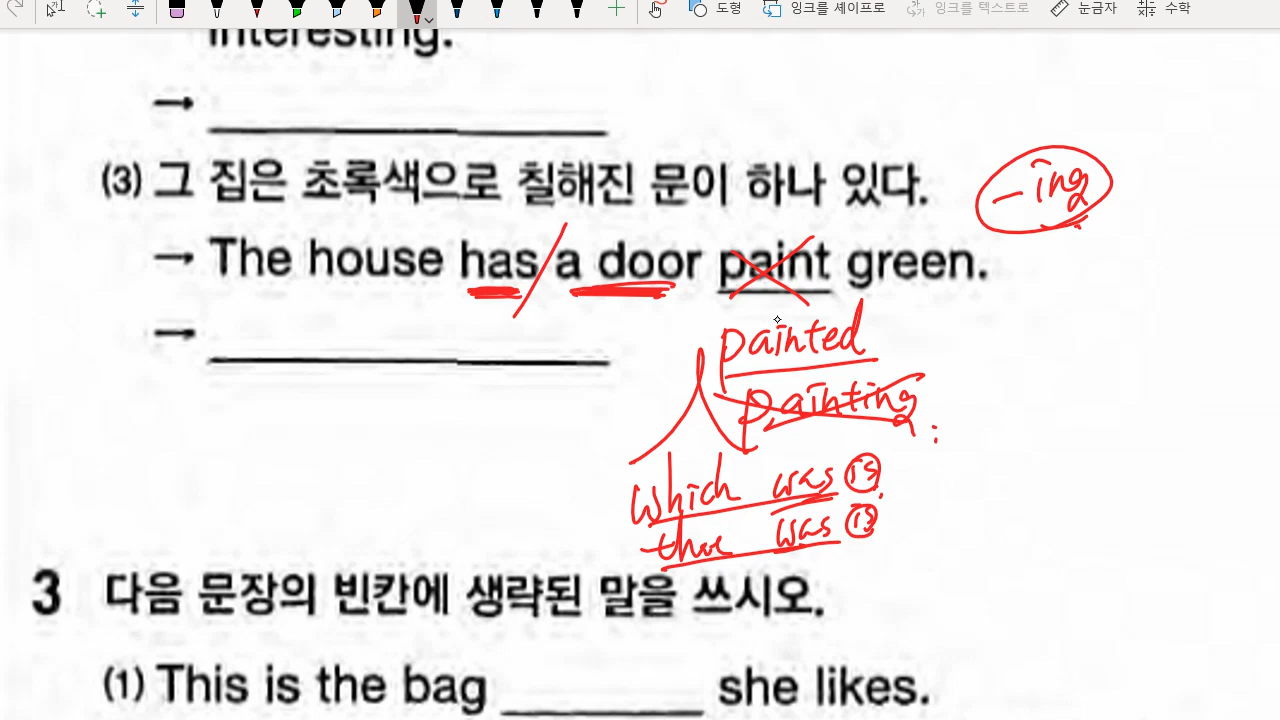 도형 잉크를 셰이프로 잉크를 텍스트로 눈금자 수학
interesting.
→
(3) 그 집은 초록색으로 칠해진 문이 하나 있다. -ing
→ The house has / a door paint green.
→
painted
painting
which was is
was is
3 다음 문장의 빈칸에 생략된 말을 쓰시오.
(1) This is the bag ________ she likes.